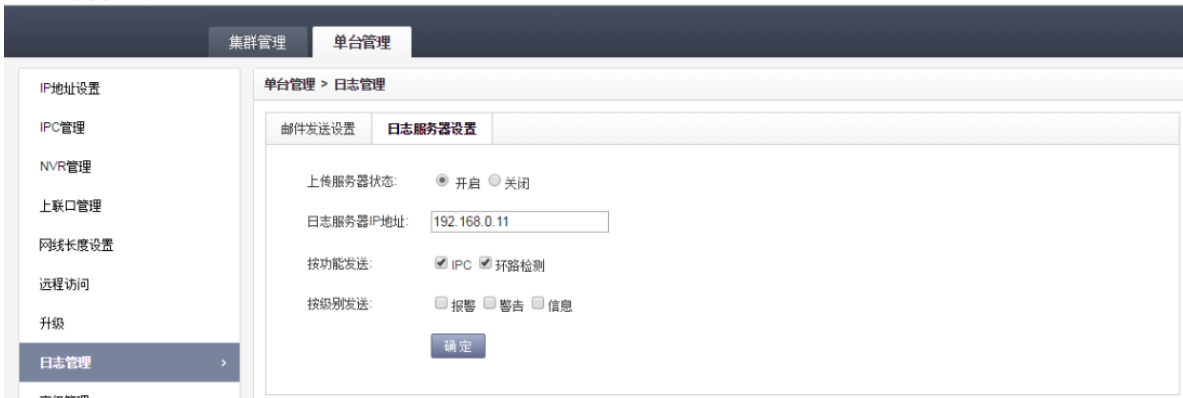 集群管理 单台管理
IP地址设置
IPC管理
NVR管理
上联口管理
网线长度设置
远程访问
升级
日志管理
单台管理 > 日志管理
邮件发送设置 日志服务器设置
上传服务器状态: 开启 关闭
日志服务器IP地址: 192.168.0.11
按功能发送: IPC 环路检测
按级别发送: 报警 警告 信息
确定